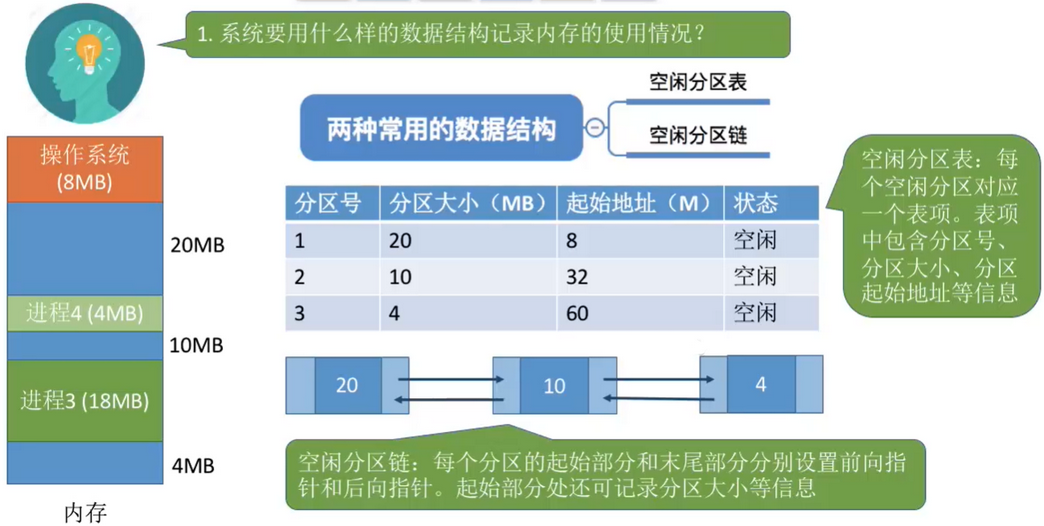 1. 系统要用什么样的数据结构记录内存的使用情况？
两种常用的数据结构
空闲分区表
空闲分区链
操作系统
(8MB)
20MB
进程4 (4MB)
10MB
进程3 (18MB)
4MB
内存
分区号 分区大小（MB） 起始地址（M） 状态
1 20 8 空闲
2 10 32 空闲
3 4 60 空闲
空闲分区表：每
个空闲分区对应
一个表项。表项
中包含分区号、
分区大小、分区
起始地址等信息
20 10 4
空闲分区链：每个分区的起始部分和末尾部分分别设置前向指
针和后向指针。起始部分处还可记录分区大小等信息